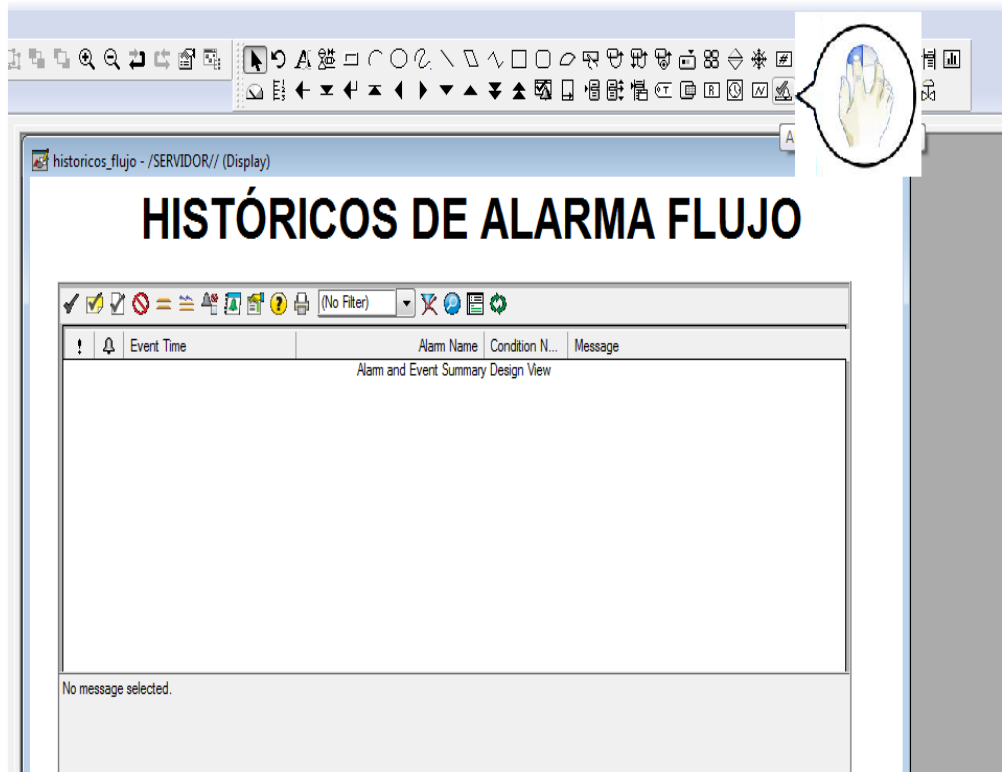 historicos_flujo - /SERVIDOR// (Display)
HISTÓRICOS DE ALARMA FLUJO
(No Filter)
Event Time Alarm Name Condition N... Message
Alarm and Event Summary Design View
No message selected.